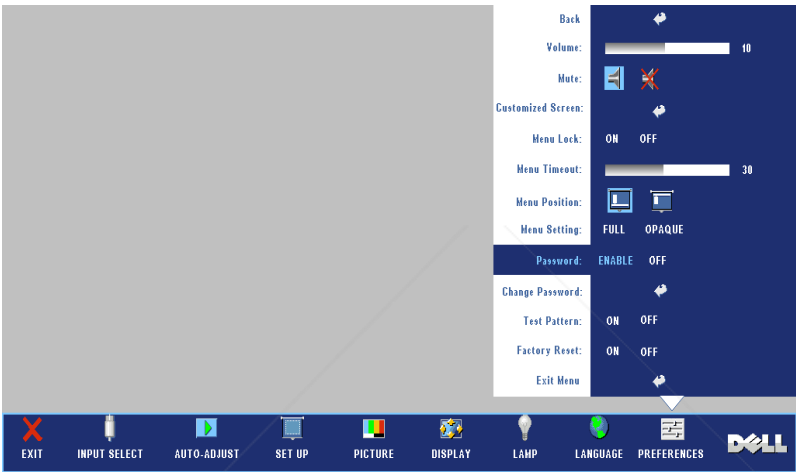 Back
Volume: 10
Mute:
Customized Screen:
Menu Lock: ON OFF
Menu Timeout: 30
Menu Position:
Menu Setting: FULL OPAQUE
Password: ENABLE OFF
Change Password:
Test Pattern: ON OFF
Factory Reset: ON OFF
Exit Menu
EXIT INPUT SELECT AUTO-ADJUST SET UP PICTURE DISPLAY LAMP LANGUAGE PREFERENCES DELL